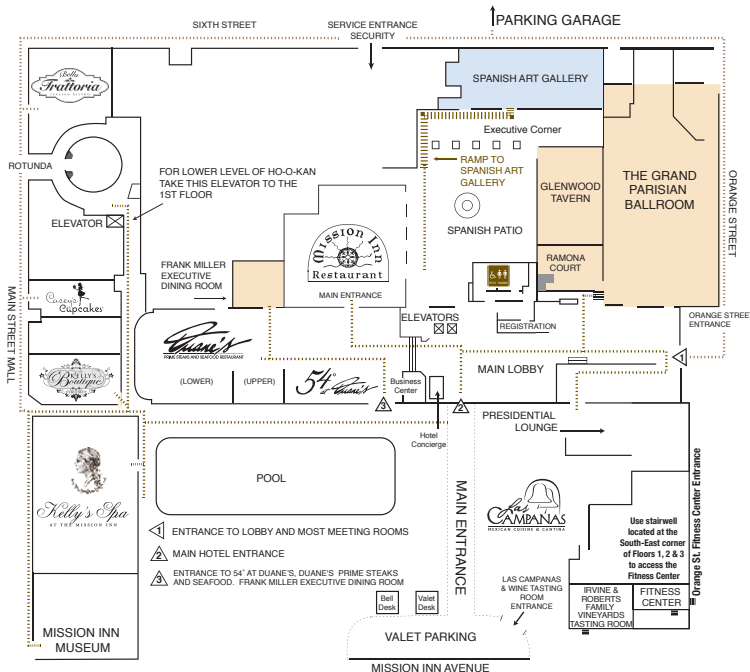 SIXTH STREET
SERVICE ENTRANCE
SECURITY
PARKING GARAGE
Bella
Trattoria
ITALIAN BISTRO
SPANISH ART GALLERY
Executive Corner
RAMP TO
SPANISH ART
GALLERY
GLENWOOD
TAVERN
THE GRAND
PARISIAN
BALLROOM
ORANGE STREET
ROTUNDA
FOR LOWER LEVEL OF HO-O-KAN
TAKE THIS ELEVATOR TO THE
1ST FLOOR
ELEVATOR
SPANISH PATIO
Mission Inn
Restaurant
MAIN ENTRANCE
FRANK MILLER
EXECUTIVE
DINING ROOM
RAMONA
COURT
MAIN STREET MALL
Casey's
Cupcakes
ELEVATORS
REGISTRATION
ORANGE STREET
ENTRANCE
Duane's
PRIME STEAKS AND SEAFOOD RESTAURANT
KELLY'S
Boutique
(LOWER)
(UPPER)
54°
at Duane's
Business
Center
MAIN LOBBY
1
3
2
Hotel
Concierge
PRESIDENTIAL
LOUNGE
Kelly's Spa
AT THE MISSION INN
POOL
MAIN ENTRANCE
Las
CAMPANAS
MEXICAN CUISINE & CANTINA
1 ENTRANCE TO LOBBY AND MOST MEETING ROOMS
2 MAIN HOTEL ENTRANCE
3 ENTRANCE TO 54° AT DUANE'S, DUANE'S PRIME STEAKS
AND SEAFOOD. FRANK MILLER EXECUTIVE DINING ROOM
Use stairwell
located at the
South-East corner
of Floors 1, 2 & 3
to access the
Fitness Center
Orange St. Fitness Center Entrance
LAS CAMPANAS
& WINE TASTING
ROOM
ENTRANCE
IRVINE &
ROBERTS
FAMILY
VINEYARDS
TASTING ROOM
FITNESS
CENTER
Bell
Desk
Valet
Desk
MISSION INN
MUSEUM
VALET PARKING
MISSION INN AVENUE